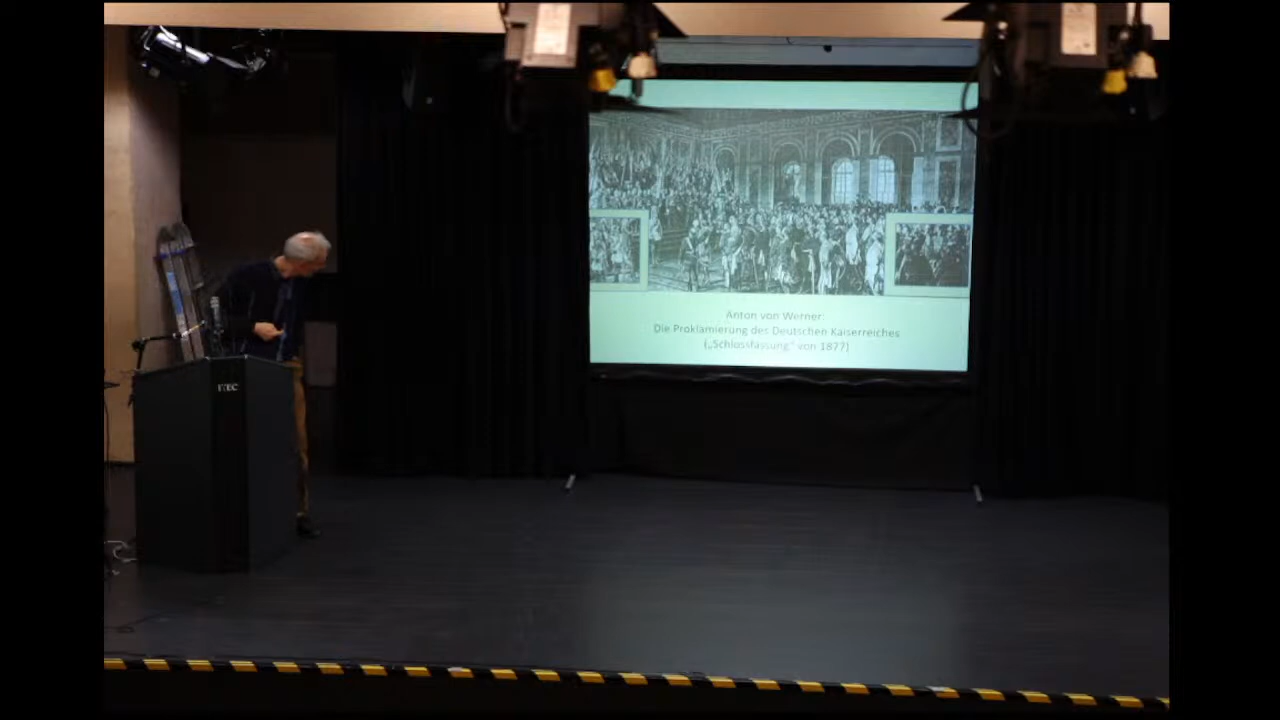 Anton von Werner:
Die Proklamierung des Deutschen Kaiserreiches
(„Schlossfassung“ von 1877)